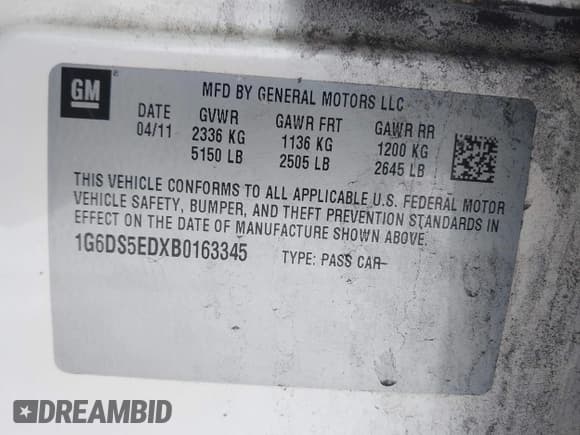 GM ®
MFD BY GENERAL MOTORS LLC
DATE GVWR GAWR FRT GAWR RR
04/11 2336 KG 1136 KG 1200 KG
5150 LB 2505 LB 2645 LB
THIS VEHICLE CONFORMS TO ALL APPLICABLE U.S. FEDERAL MOTOR
VEHICLE SAFETY, BUMPER, AND THEFT PREVENTION STANDARDS IN
EFFECT ON THE DATE OF MANUFACTURE SHOWN ABOVE.
1G6DS5EDXB0163345 TYPE: PASS CAR
DREAMBID